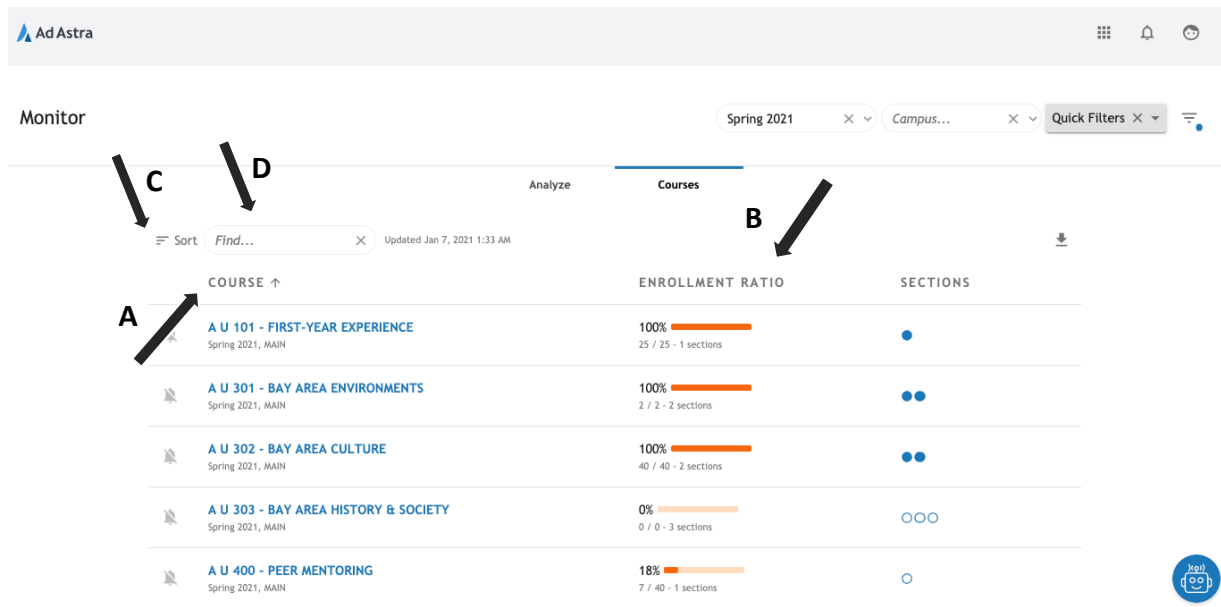 Ad Astra
Monitor
Spring 2021
Campus...
Quick Filters
C
D
Analyze
Courses
B
Sort
Find...
Updated Jan 7, 2021 1:33 AM
COURSE
ENROLLMENT RATIO
SECTIONS
A
A U 101 - FIRST-YEAR EXPERIENCE
Spring 2021, MAIN
100%
25 / 25 - 1 sections
A U 301 - BAY AREA ENVIRONMENTS
Spring 2021, MAIN
100%
2 / 2 - 2 sections
A U 302 - BAY AREA CULTURE
Spring 2021, MAIN
100%
40 / 40 - 2 sections
A U 303 - BAY AREA HISTORY & SOCIETY
Spring 2021, MAIN
0%
0 / 0 - 3 sections
A U 400 - PEER MENTORING
Spring 2021, MAIN
18%
7 / 40 - 1 sections